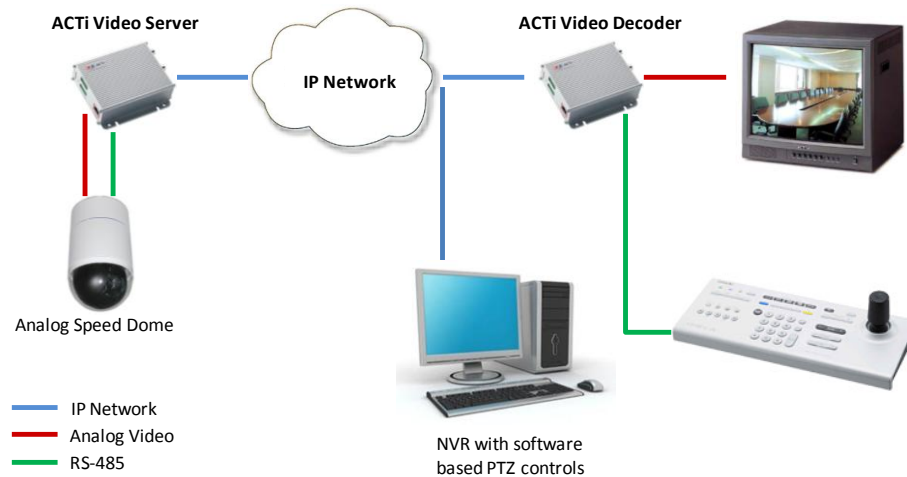 ACTi Video Server
ACTi Video Decoder
IP Network
Analog Speed Dome
IP Network
Analog Video
RS-485
NVR with software
based PTZ controls